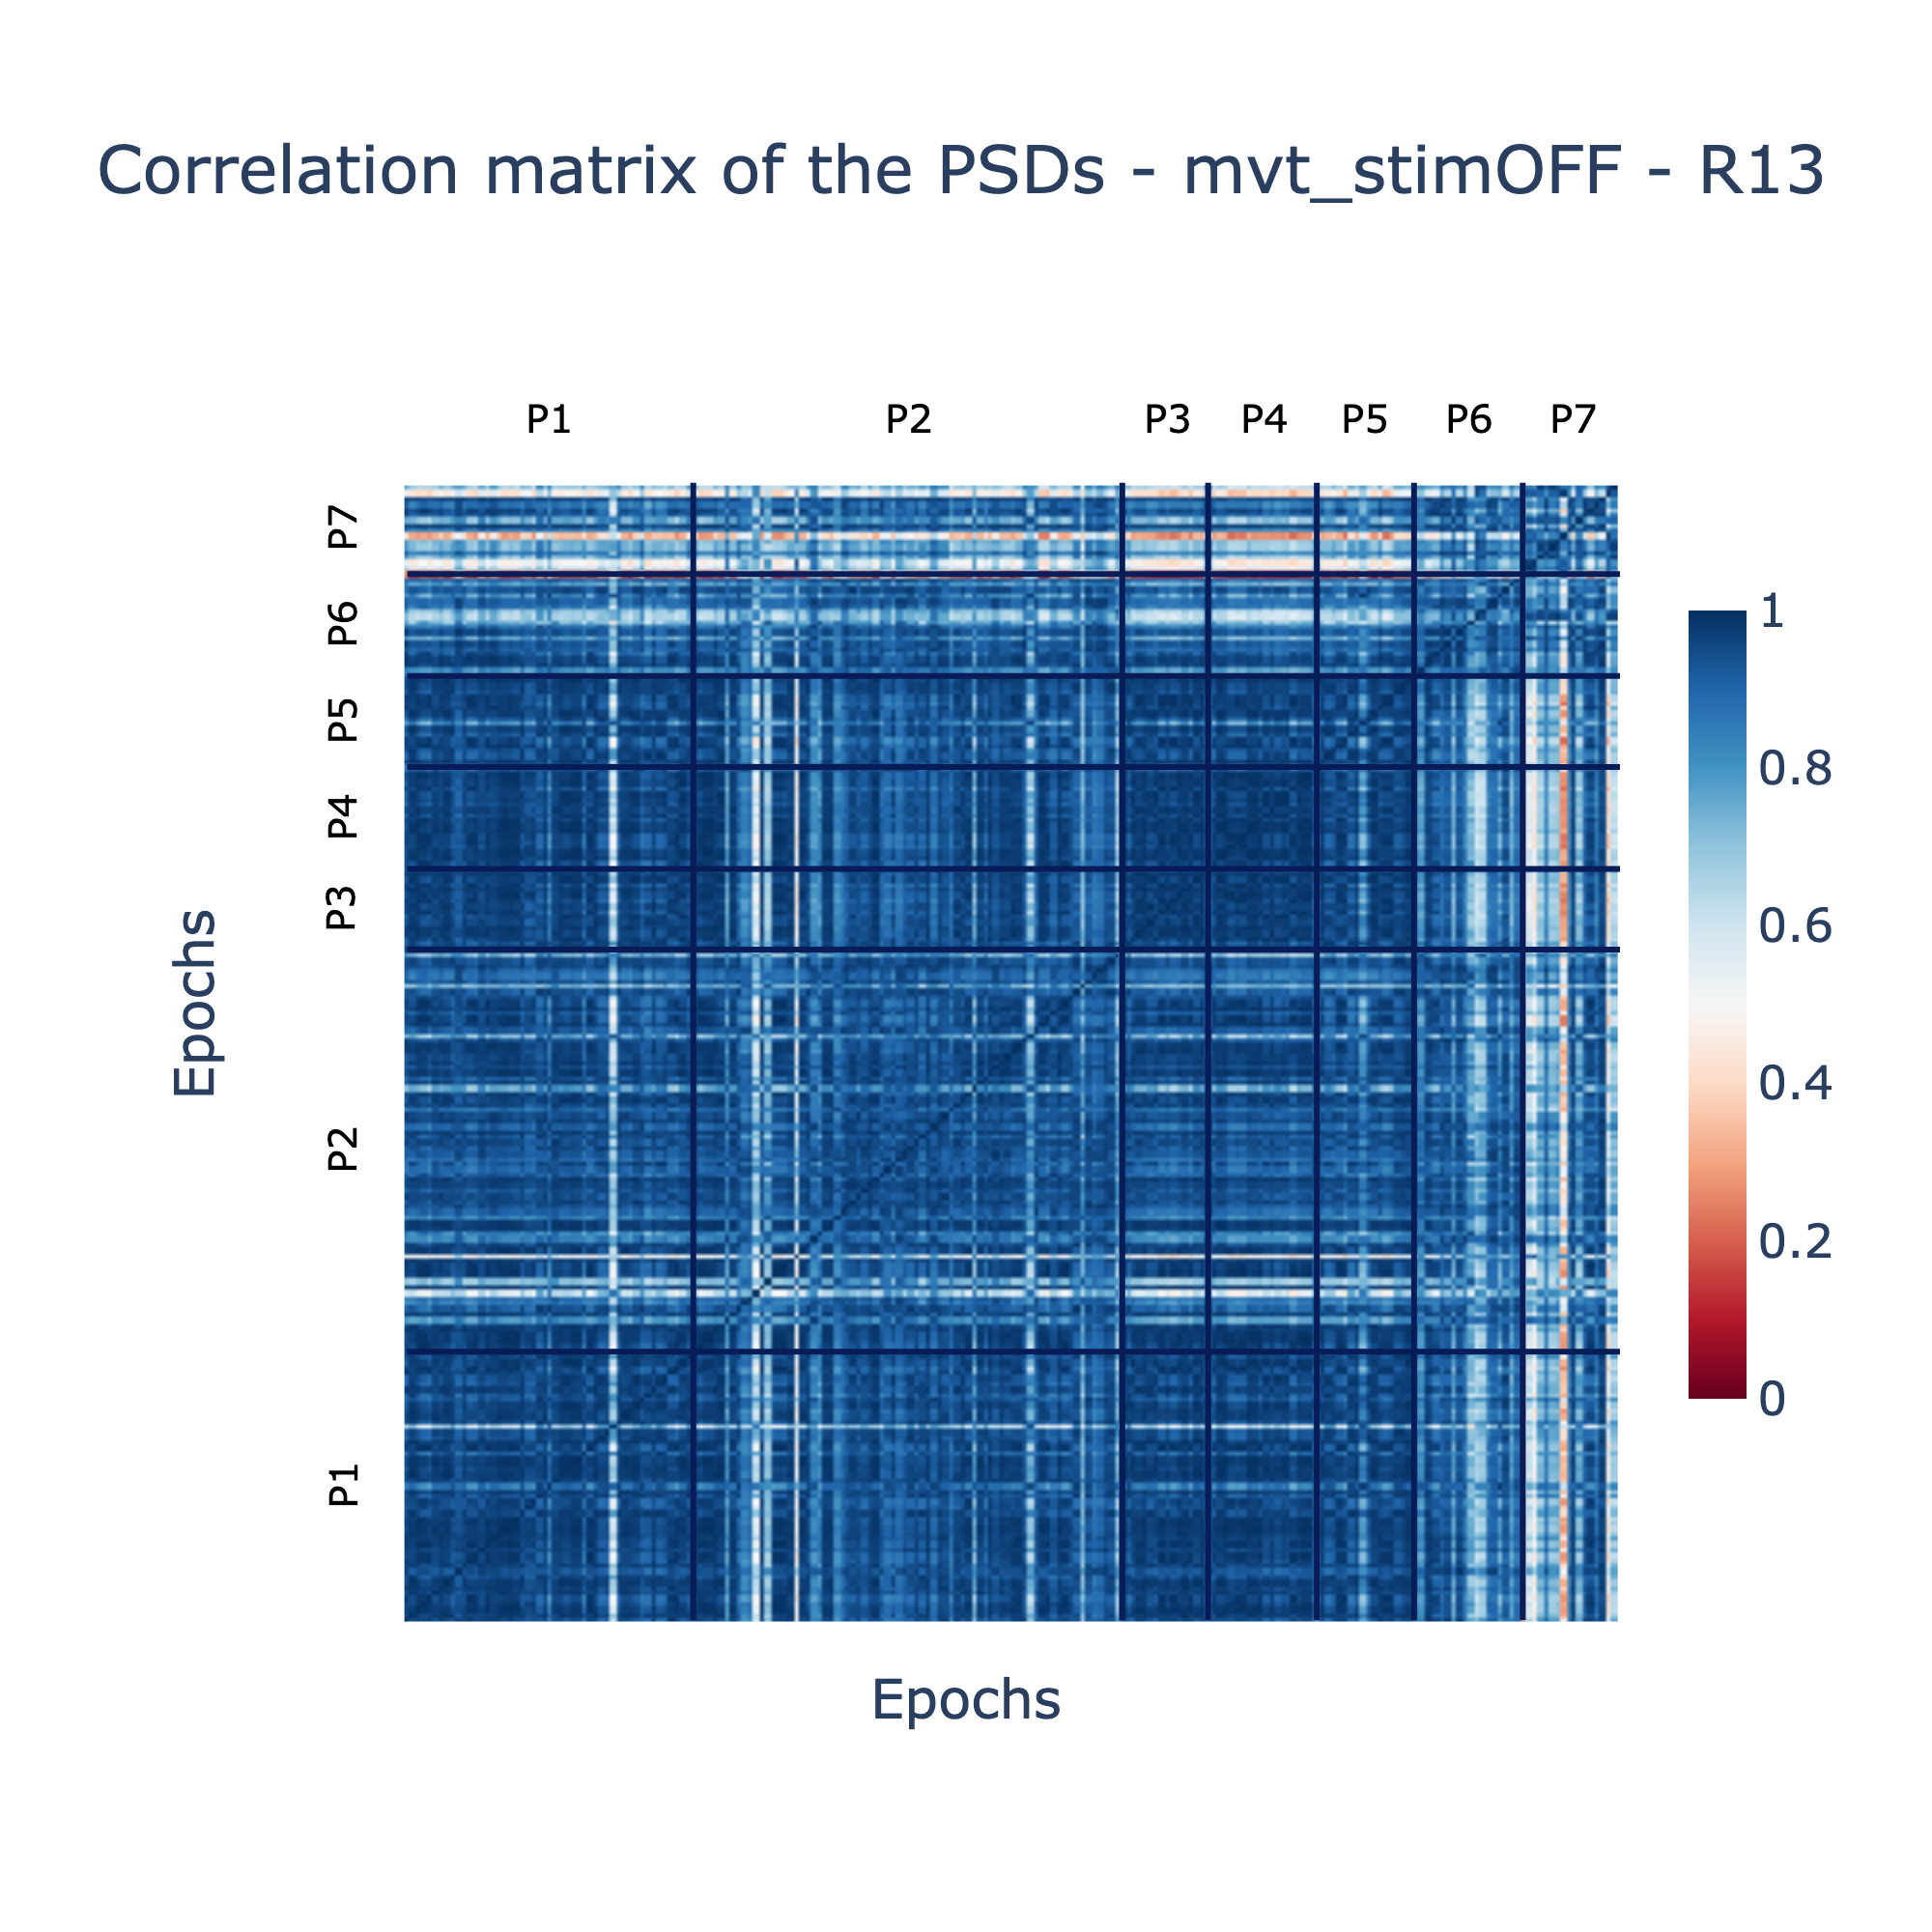 Correlation matrix of the PSDs - mvt_stimOFF - R13
P1 P2 P3 P4 P5 P6 P7
P7
P6
P5
P4
P3
P2
P1
Epochs
Epochs
1
0.8
0.6
0.4
0.2
0